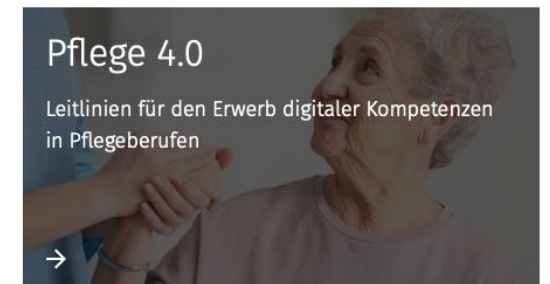 Pflege 4.0
Leitlinien für den Erwerb digitaler Kompetenzen
in Pflegeberufen